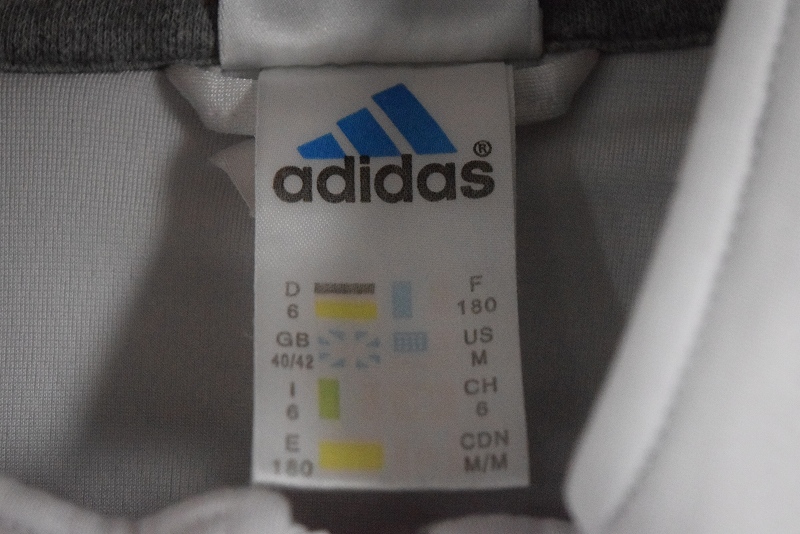 adidas®
D F
6 180
GB US
40/42 M
I CH
6 6
E CDN
180 M/M